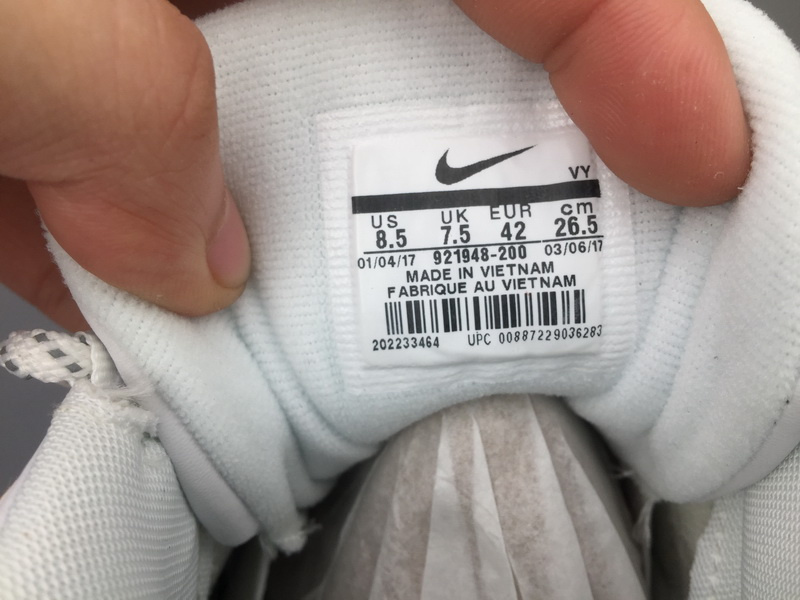 VY
US UK EUR cm
8.5 7.5 42 26.5
01/04/17 921948-200 03/06/17
MADE IN VIETNAM
FABRIQUE AU VIETNAM
202233464 UPC 00887229036283